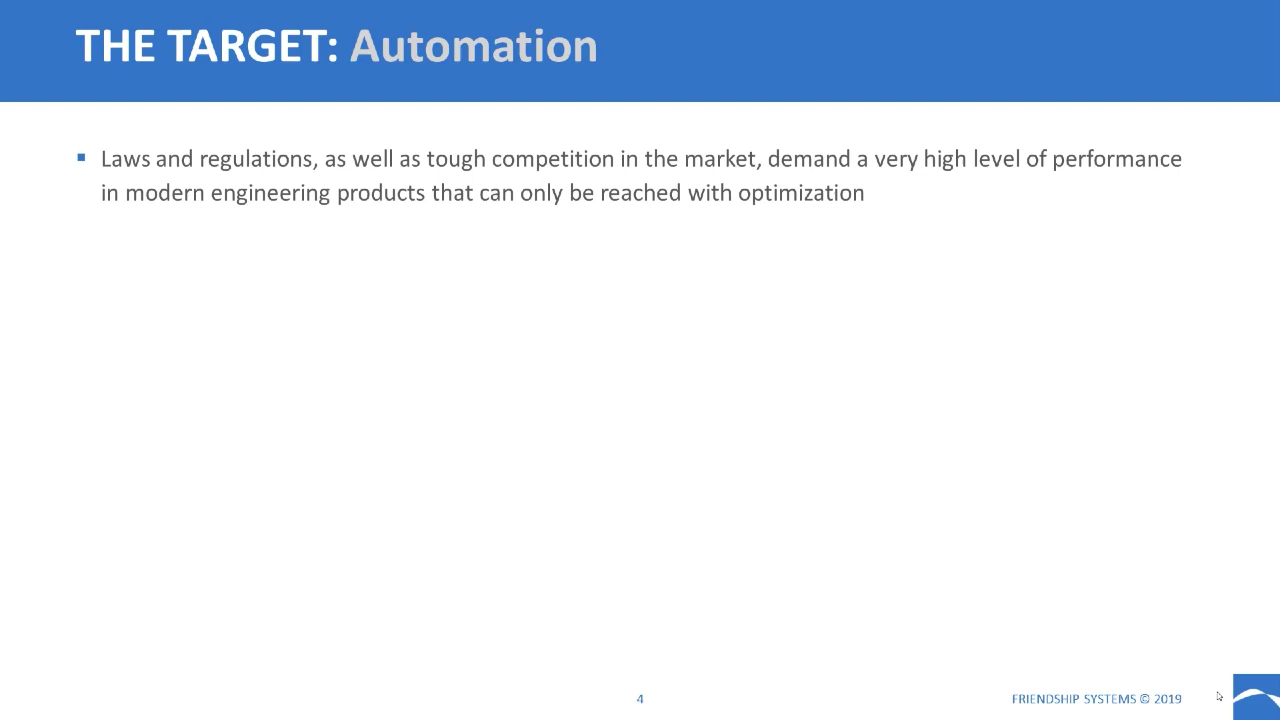 THE TARGET: Automation
▪ Laws and regulations, as well as tough competition in the market, demand a very high level of performance
in modern engineering products that can only be reached with optimization
4
FRIENDSHIP SYSTEMS © 2019